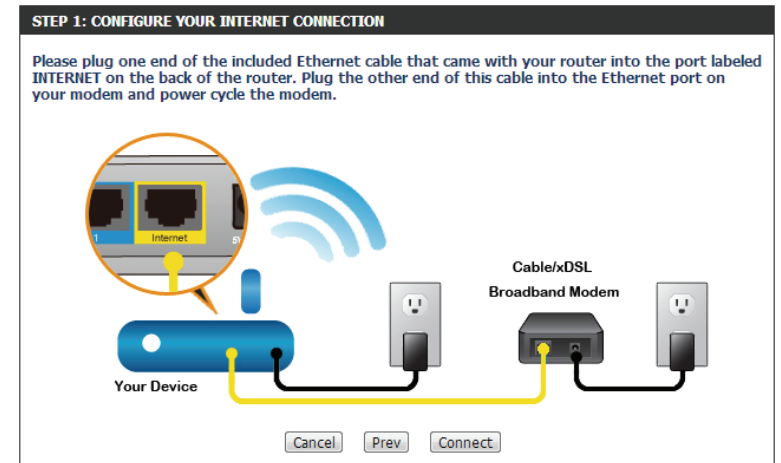 STEP 1: CONFIGURE YOUR INTERNET CONNECTION
Please plug one end of the included Ethernet cable that came with your router into the port labeled
INTERNET on the back of the router. Plug the other end of this cable into the Ethernet port on
your modem and power cycle the modem.
1
Internet
5V
Cable/xDSL
Broadband Modem
Your Device
Cancel
Prev
Connect